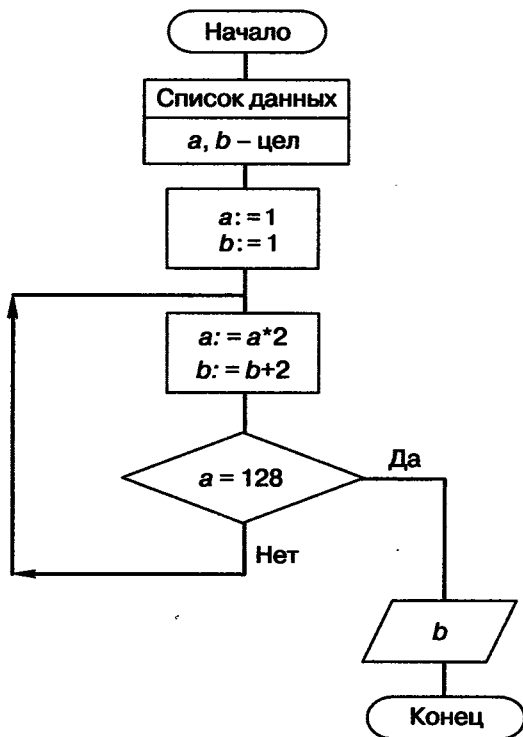 Начало
Список данных
a, b – цел
a: = 1
b: = 1
a: = a*2
b: = b+2
a = 128
Да
Нет
b
Конец